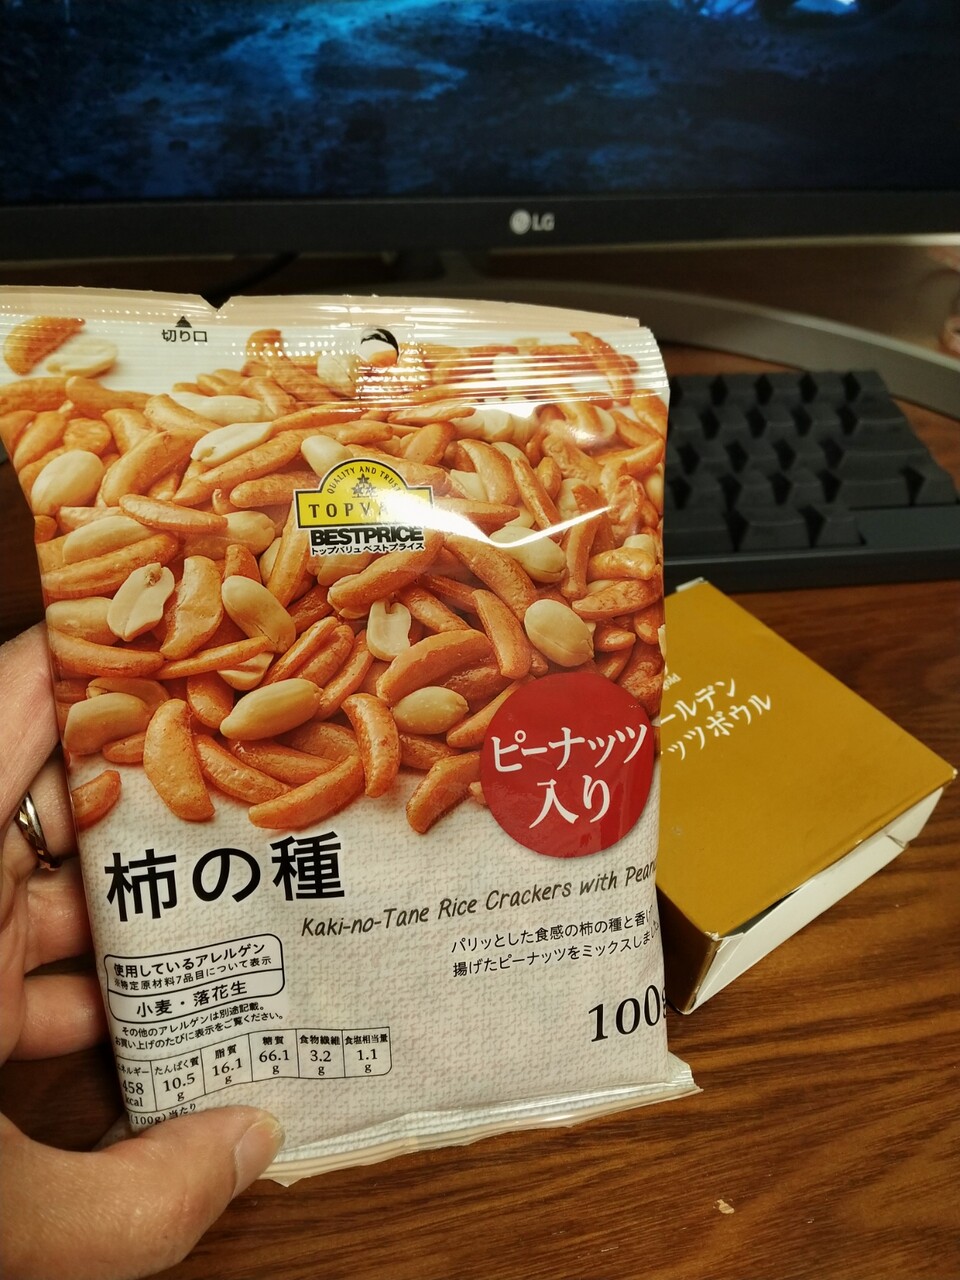 LG
切り口
QUALITY AND TRUST
BESTPRICE
トップバリュ ベストプライス
ピーナッツ
入り
柿の種
Kaki-no-Tane Rice Crackers with
パリッとした食感の柿の種と香
揚げたピーナッツをミックスしまし
100g
使用しているアレルゲン
※特定原材料7品目について表示
小麦・落花生
その他のアレルゲンは別途記載。
お買い上げのたびに表示をご覧ください。
たんぱく質 脂質 糖質 食物繊維 食塩相当量
458 10.5 16.1 66.1 3.2 1.1
kcal g g g g g
(100g)当たり
ールデン
ッツボウル